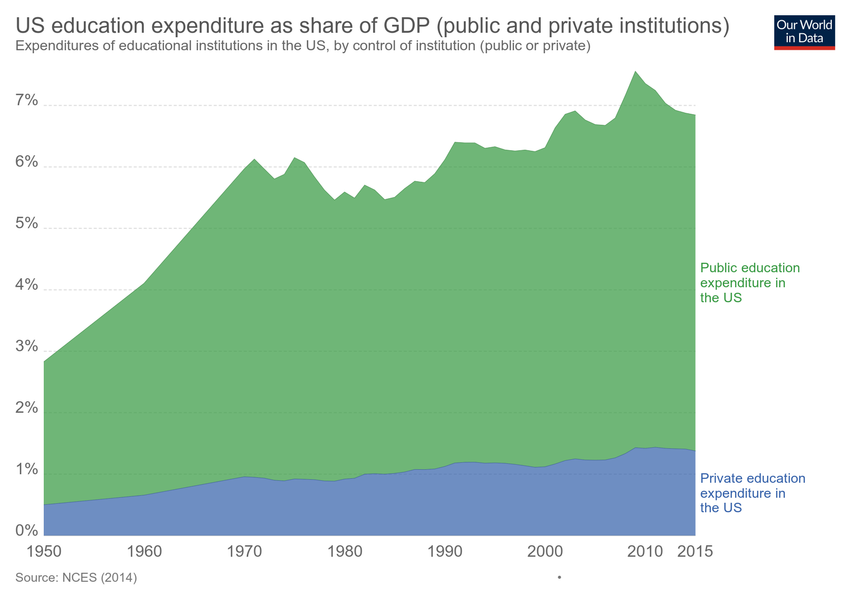 US education expenditure as share of GDP (public and private institutions)
Expenditures of educational institutions in the US, by control of institution (public or private)
Our World
in Data
7%
6%
5%
4%
3%
2%
1%
0%
Public education
expenditure in
the US
Private education
expenditure in
the US
1950 1960 1970 1980 1990 2000 2010 2015
Source: NCES (2014)